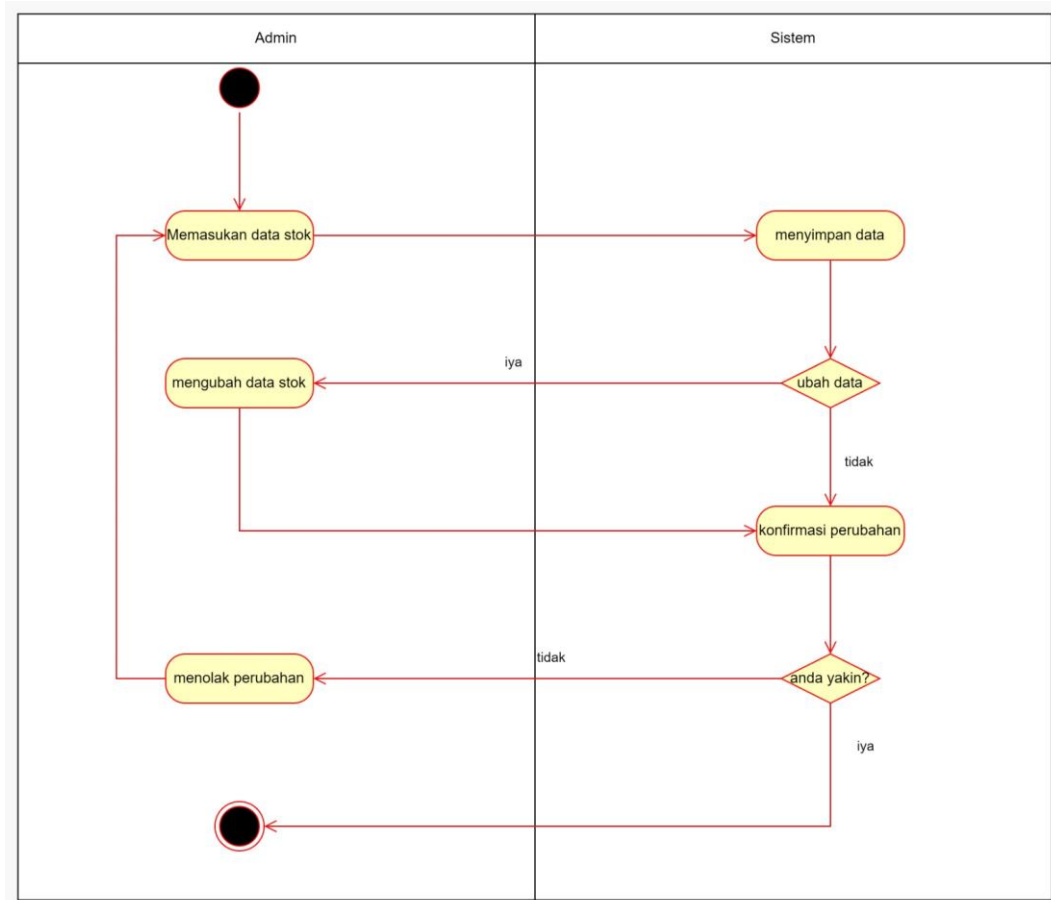 Admin
Sistem
Memasukan data stok
menyimpan data
iya
mengubah data stok
ubah data
tidak
konfirmasi perubahan
tidak
menolak perubahan
anda yakin?
iya